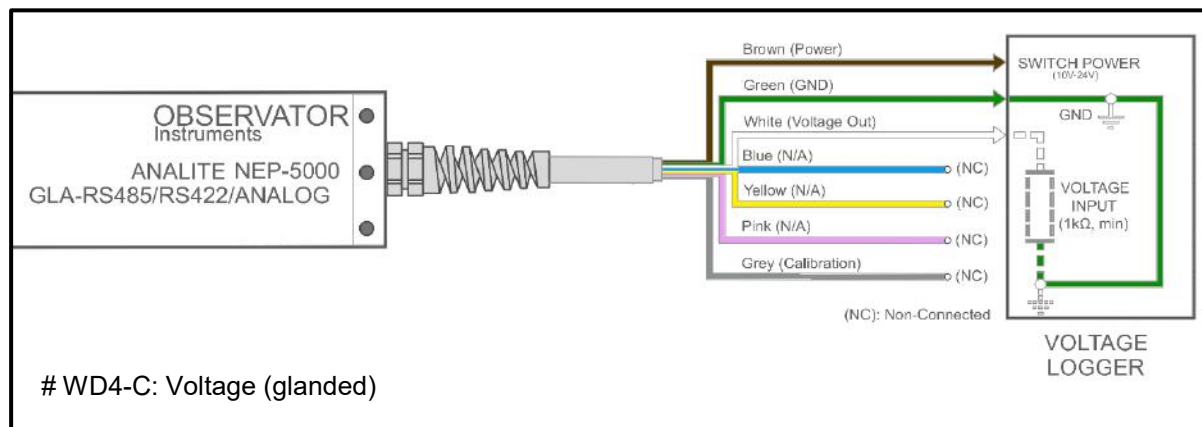 OBSERVATOR
Instruments
ANALITE NEP-5000
GLA-RS485/RS422/ANALOG
Brown (Power)
Green (GND)
White (Voltage Out)
Blue (N/A)
(NC)
Yellow (N/A)
(NC)
Pink (N/A)
(NC)
Grey (Calibration)
(NC)
(NC): Non-Connected
SWITCH POWER
(10V-24V)
GND
VOLTAGE
INPUT
(1kΩ, min)
VOLTAGE
LOGGER
# WD4-C: Voltage (glanded)